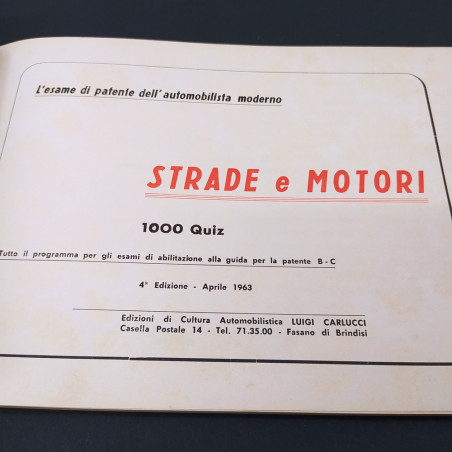 L'esame di patente dell'automobilista moderno
STRADE e MOTORI
1000 Quiz
Tutto il programma per gli esami di abilitazione alla guida per la patente B - C
4ª Edizione - Aprile 1963
Edizioni di Cultura Automobilistica LUIGI CARLUCCI
Casella Postale 14 - Tel. 71.35.00 - Fasano di Brindisi